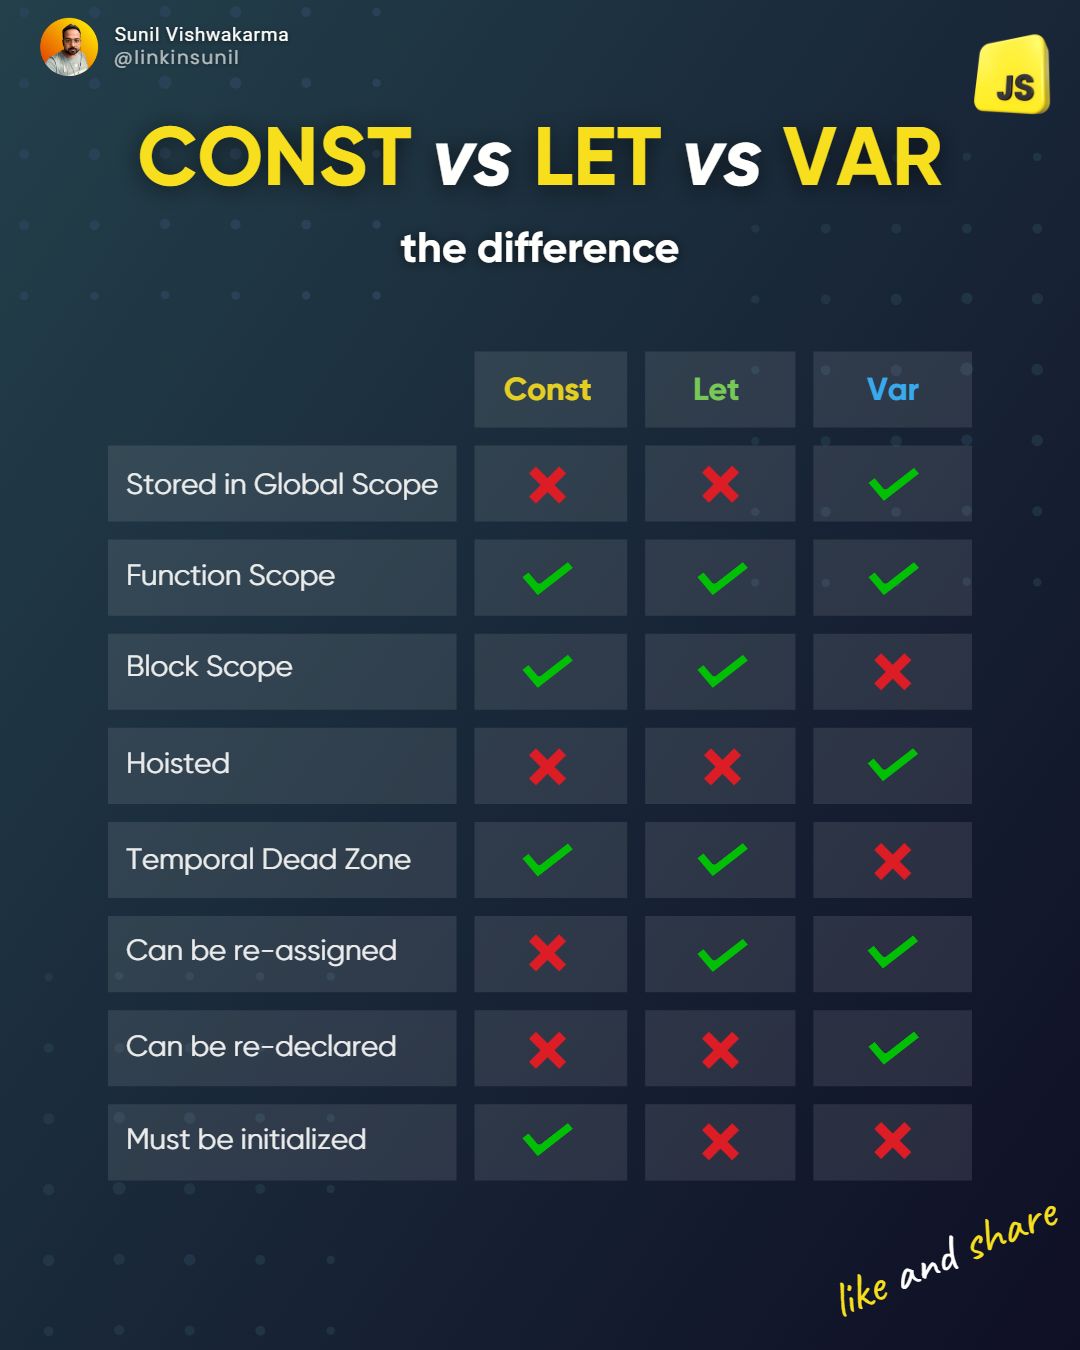 Sunil Vishwakarma
@linkinsunil
JS
CONST vs LET vs VAR
the difference
Const Let Var
Stored in Global Scope
Function Scope
Block Scope
Hoisted
Temporal Dead Zone
Can be re-assigned
Can be re-declared
Must be initialized
like and share